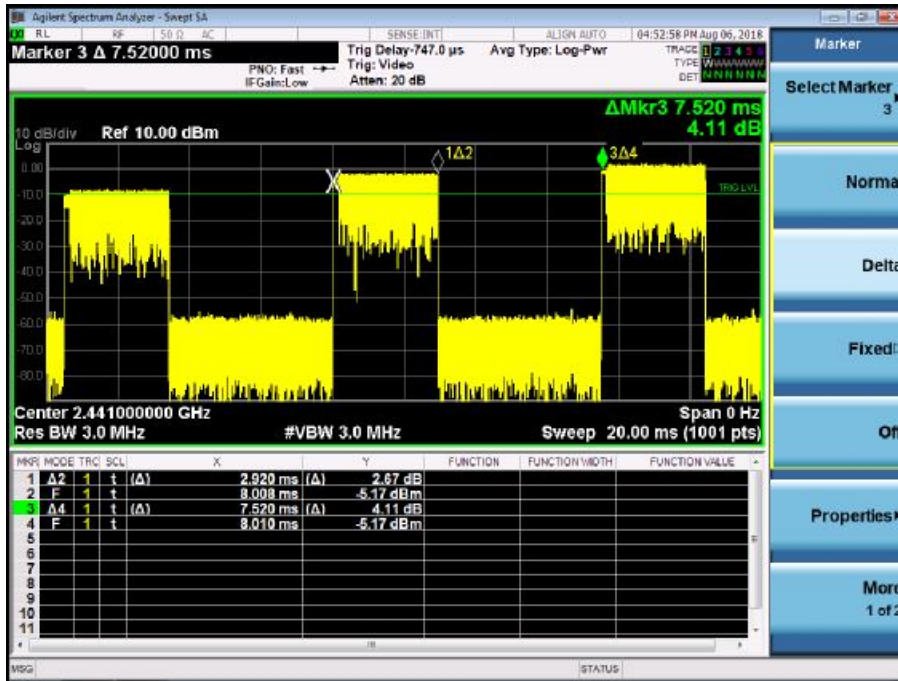 Agilent Spectrum Analyzer - Swept SA
RL RF 50 Ω AC SENSE:INT ALIGN AUTO 04:52:58 PM Aug 06, 2018
Marker 3 Δ 7.52000 ms
PNO: Fast
IFGain:Low
Trig Delay-747.0 µs
Trig: Video
Atten: 20 dB
Avg Type: Log-Pwr
TRACE 1 2 3 4 5 6
TYPE WWWWWW
DET N N N N N N
ΔMkr3 7.520 ms
4.11 dB
10 dB/div Ref 10.00 dBm
Log
0.00
-10.0
-20.0
-30.0
-40.0
-50.0
-60.0
-70.0
-80.0
1Δ2
3Δ4
TRIG LVL
Center 2.441000000 GHz
Span 0 Hz
Res BW 3.0 MHz
#VBW 3.0 MHz
Sweep 20.00 ms (1001 pts)
MKR MODE TRC SCL X Y FUNCTION FUNCTION WIDTH FUNCTION VALUE
1 Δ2 1 t (Δ) 2.920 ms (Δ) 2.67 dB
2 F 1 t 8.008 ms -5.17 dBm
3 Δ4 1 t (Δ) 7.520 ms (Δ) 4.11 dB
4 F 1 t 8.010 ms -5.17 dBm
5
6
7
8
9
10
11
MSG
STATUS
Marker
Select Marker
3
Norma
Delta
Fixed
Of
Properties
More
1 of 2